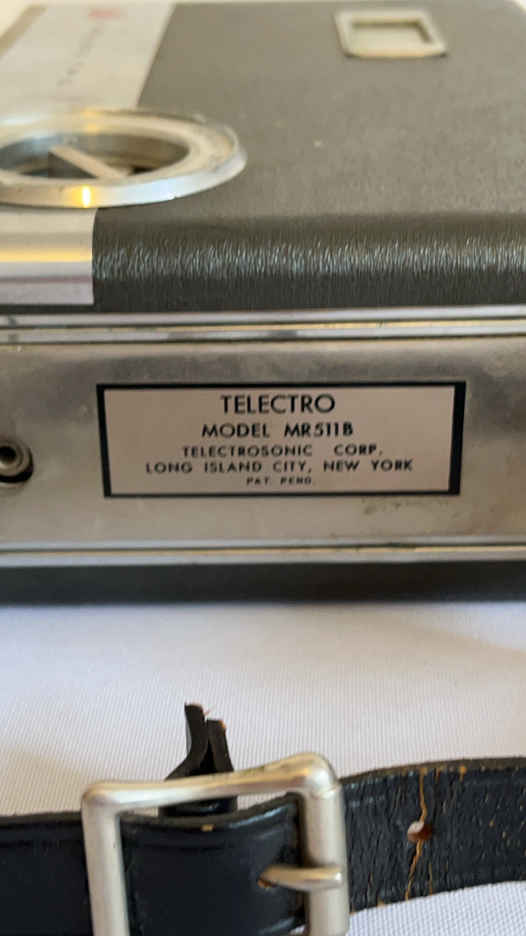 TELECTRO
MODEL MR511B
TELECTROSONIC CORP.
LONG ISLAND CITY, NEW YORK
PAT. PEND.